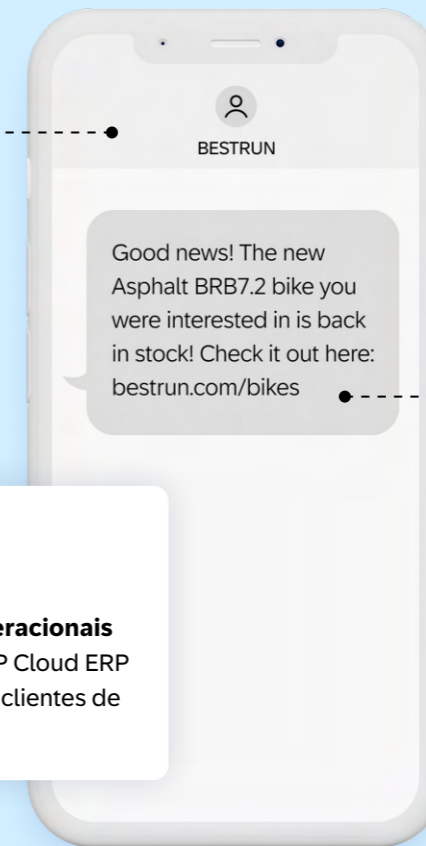 BESTRUN
Good news! The new
Asphalt BRB7.2 bike you
were interested in is back
in stock! Check it out here:
bestrun.com/bikes
eracionais
P Cloud ERP
clientes de